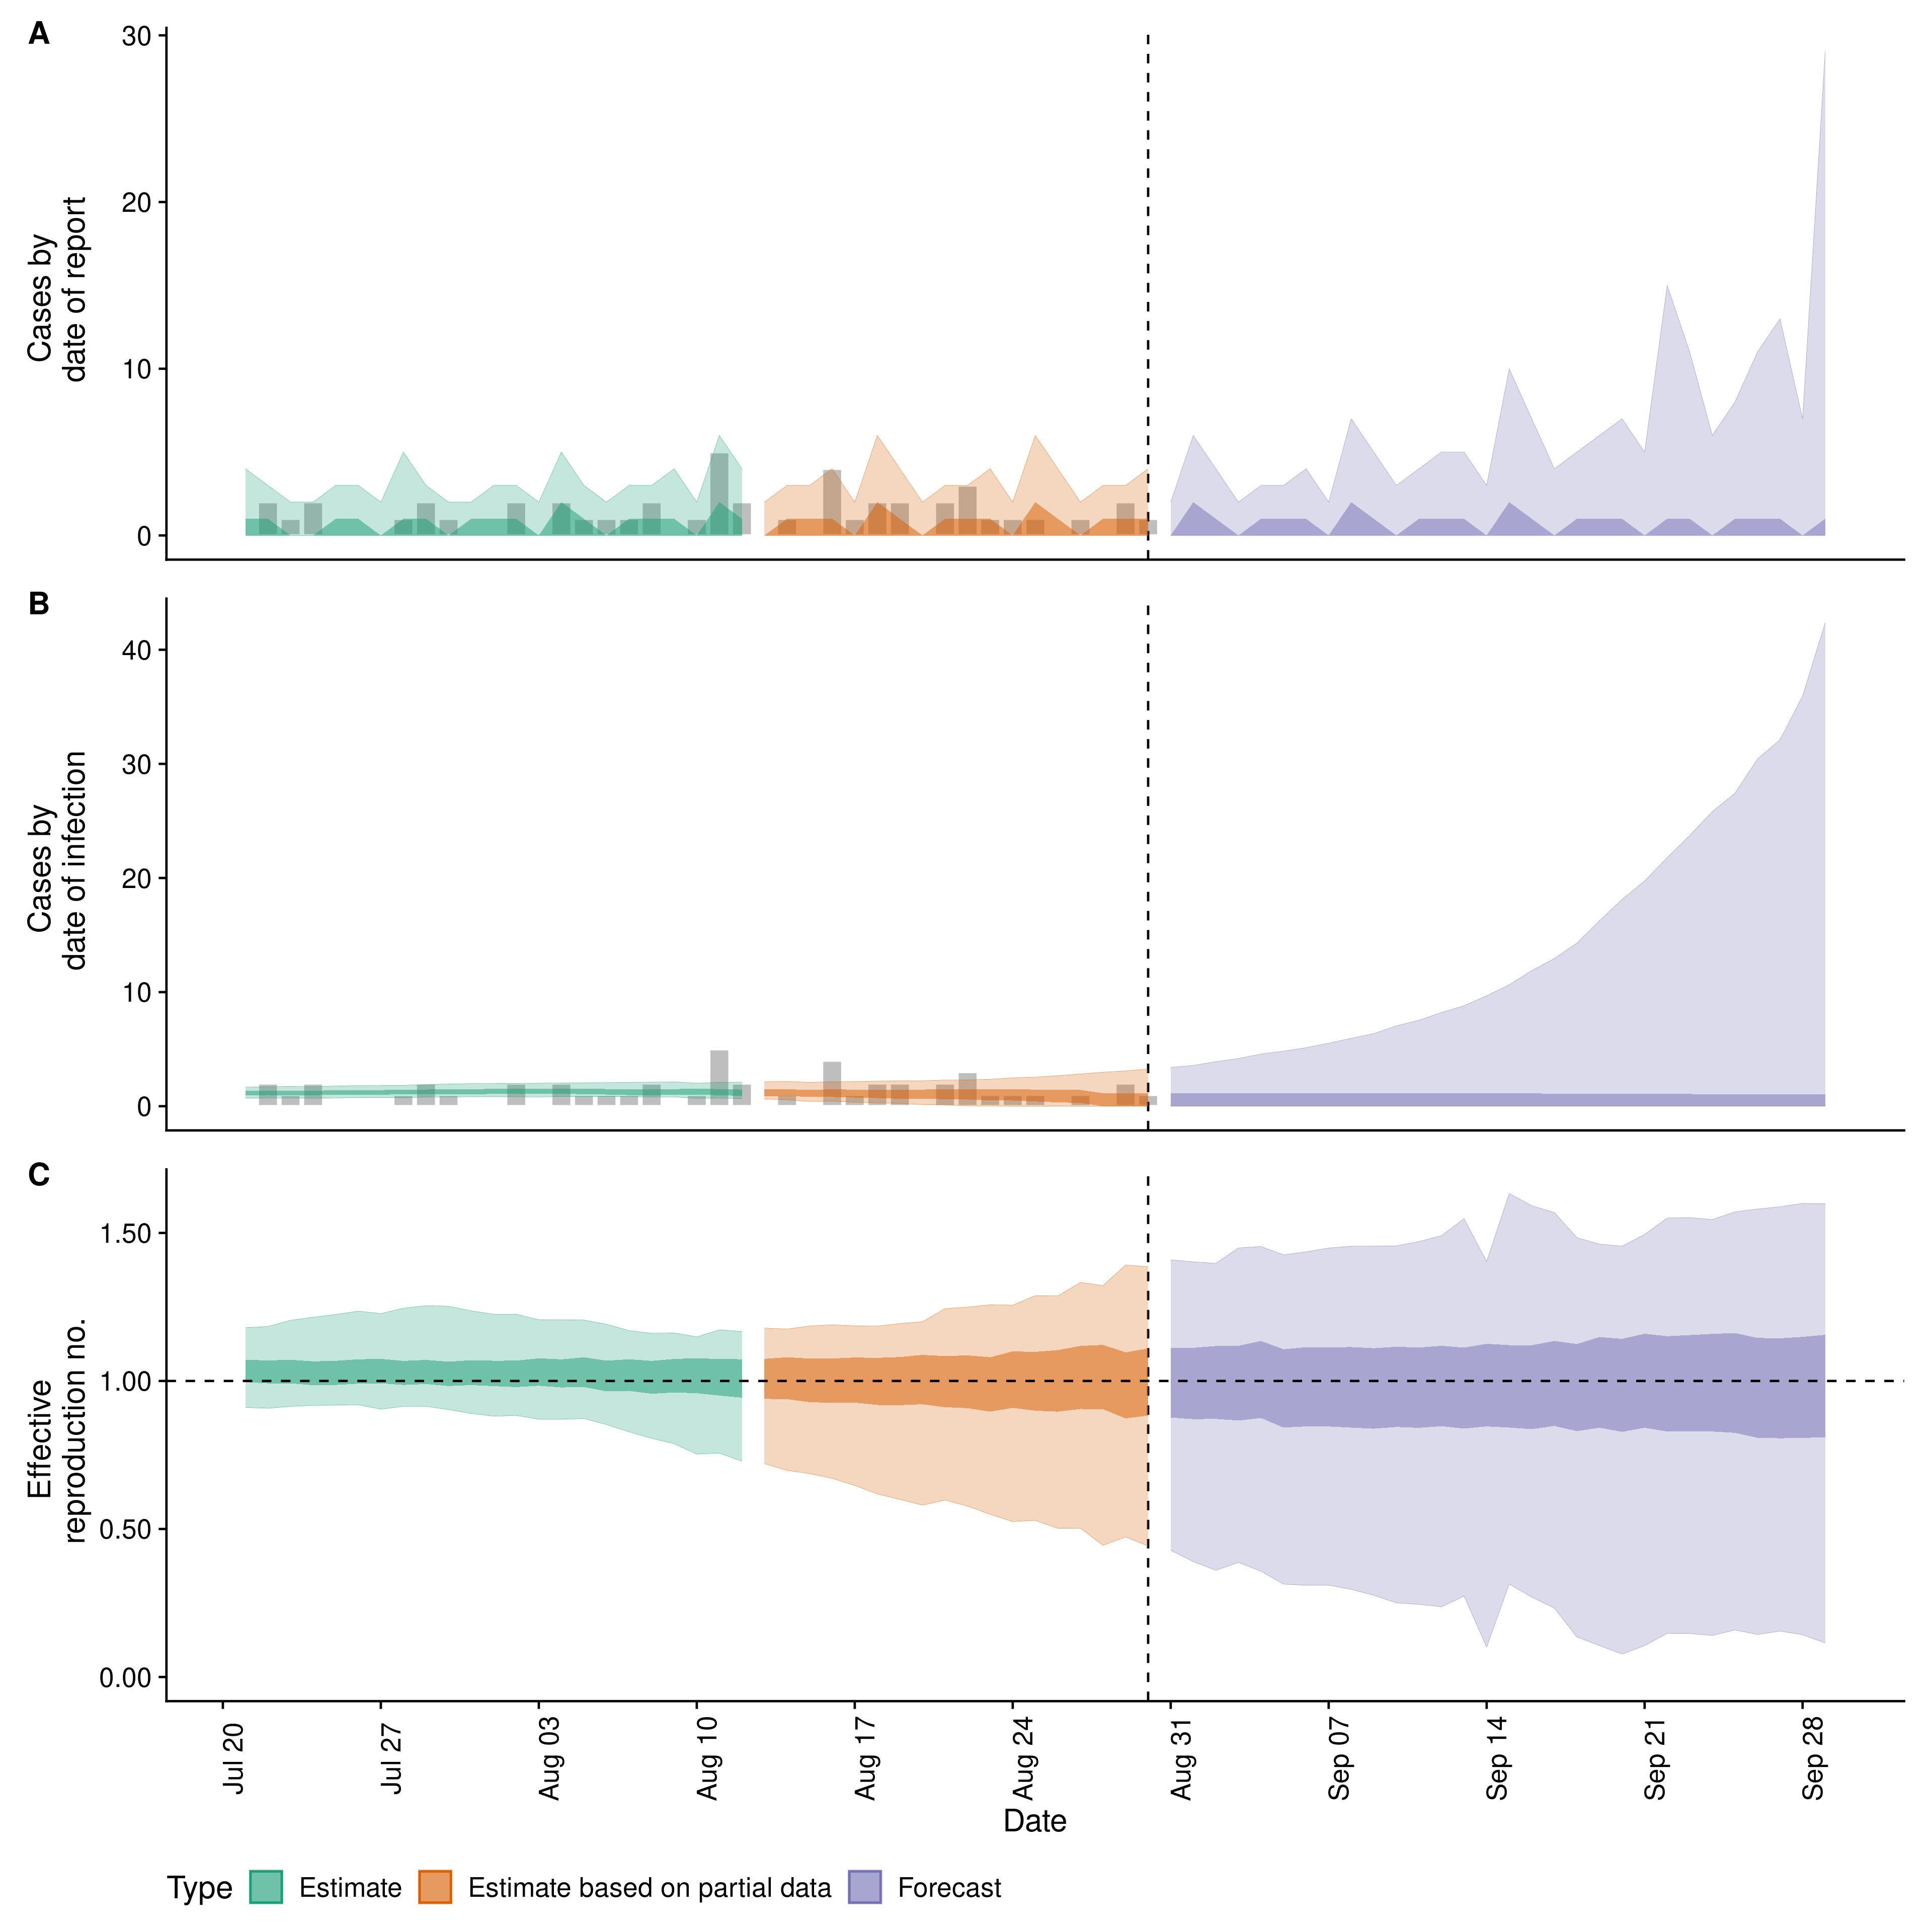 A
30
20
10
0
Cases by
date of report
B
40
30
20
10
0
Cases by
date of infection
C
1.50
1.00
0.50
0.00
Effective
reproduction no.
Jul 20
Jul 27
Aug 03
Aug 10
Aug 17
Aug 24
Aug 31
Sep 07
Sep 14
Sep 21
Sep 28
Date
Type Estimate Estimate based on partial data Forecast